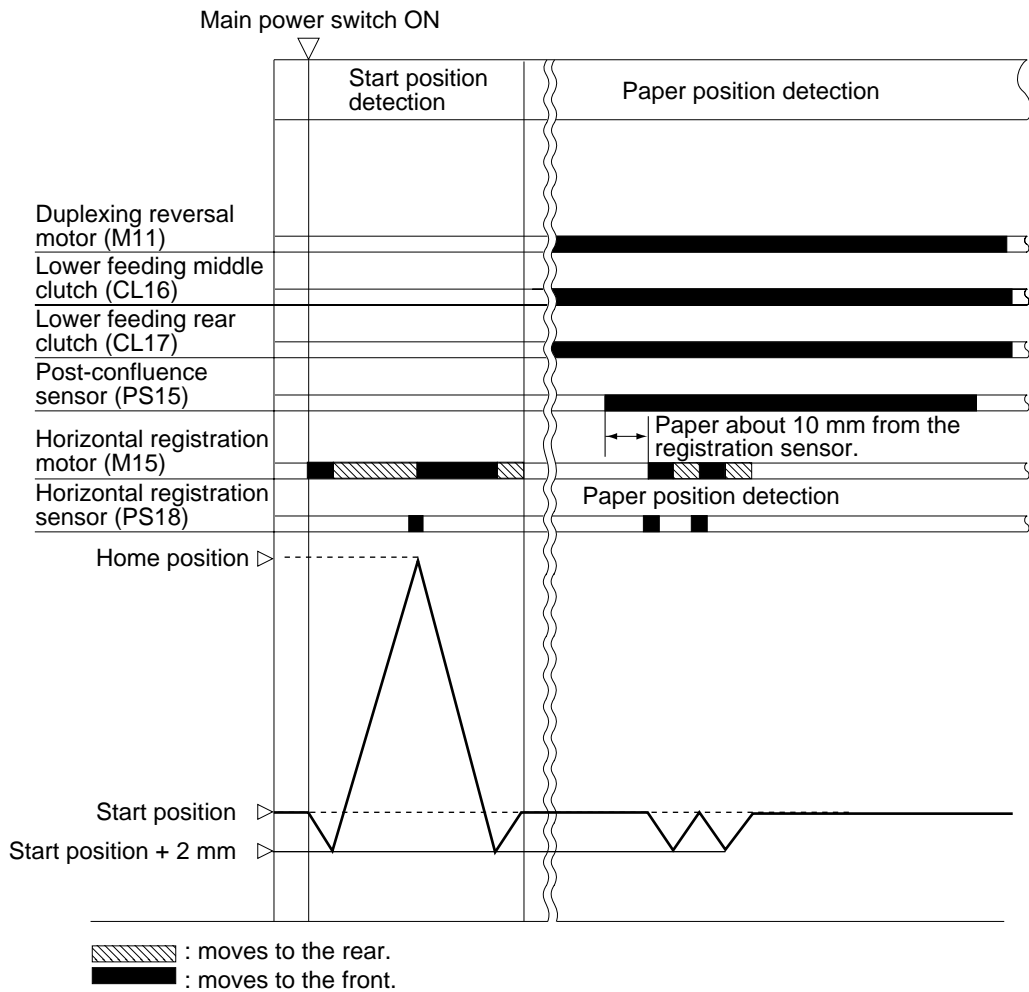 Main power switch ON
Start position
detection
Paper position detection
Duplexing reversal
motor (M11)
Lower feeding middle
clutch (CL16)
Lower feeding rear
clutch (CL17)
Post-confluence
sensor (PS15)
Paper about 10 mm from the
registration sensor.
Horizontal registration
motor (M15)
Horizontal registration
sensor (PS18)
Paper position detection
Home position
Start position
Start position + 2 mm
: moves to the rear.
: moves to the front.